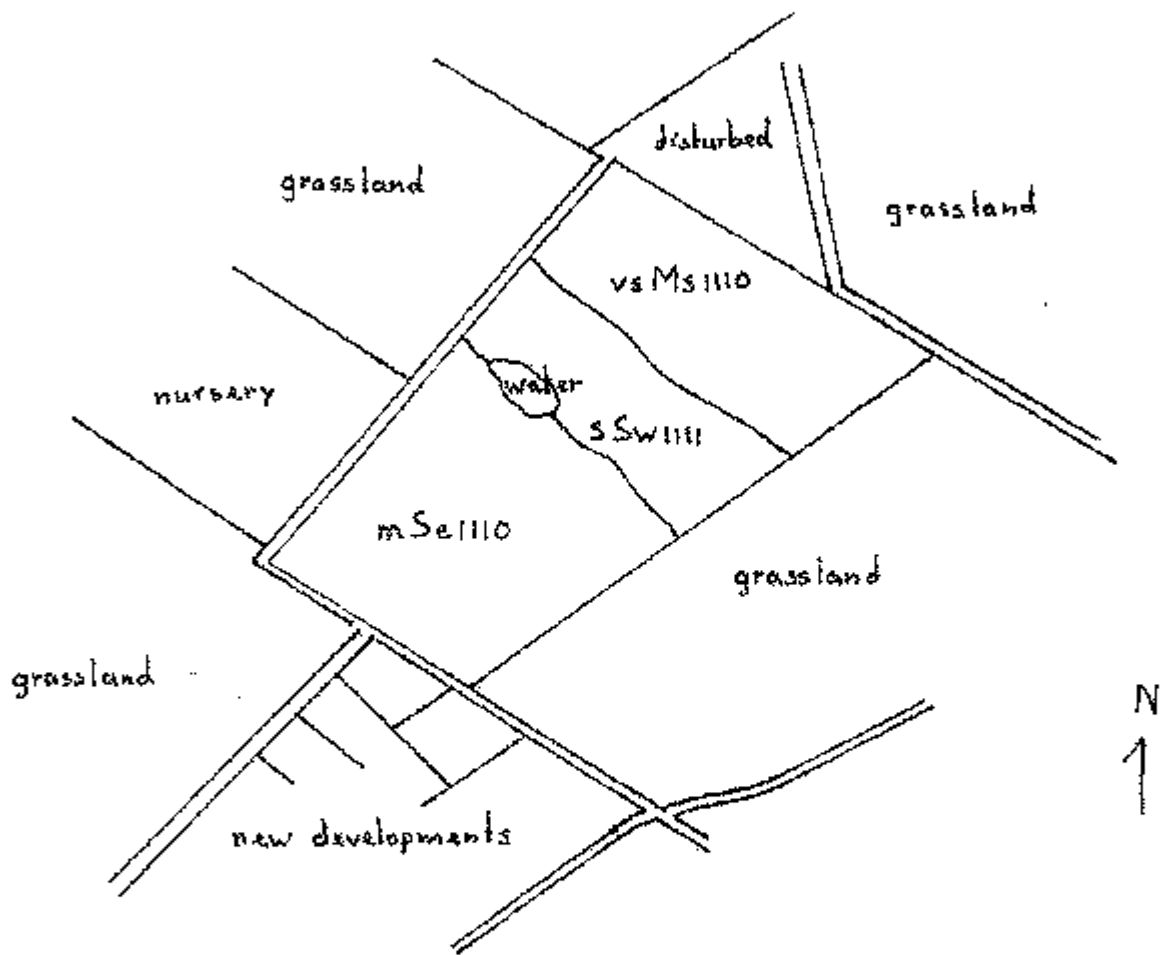 disturbed
grassland
grassland
vsMs1110
water
nursery
sSw1111
mSe1110
grassland
grassland
N
new developments